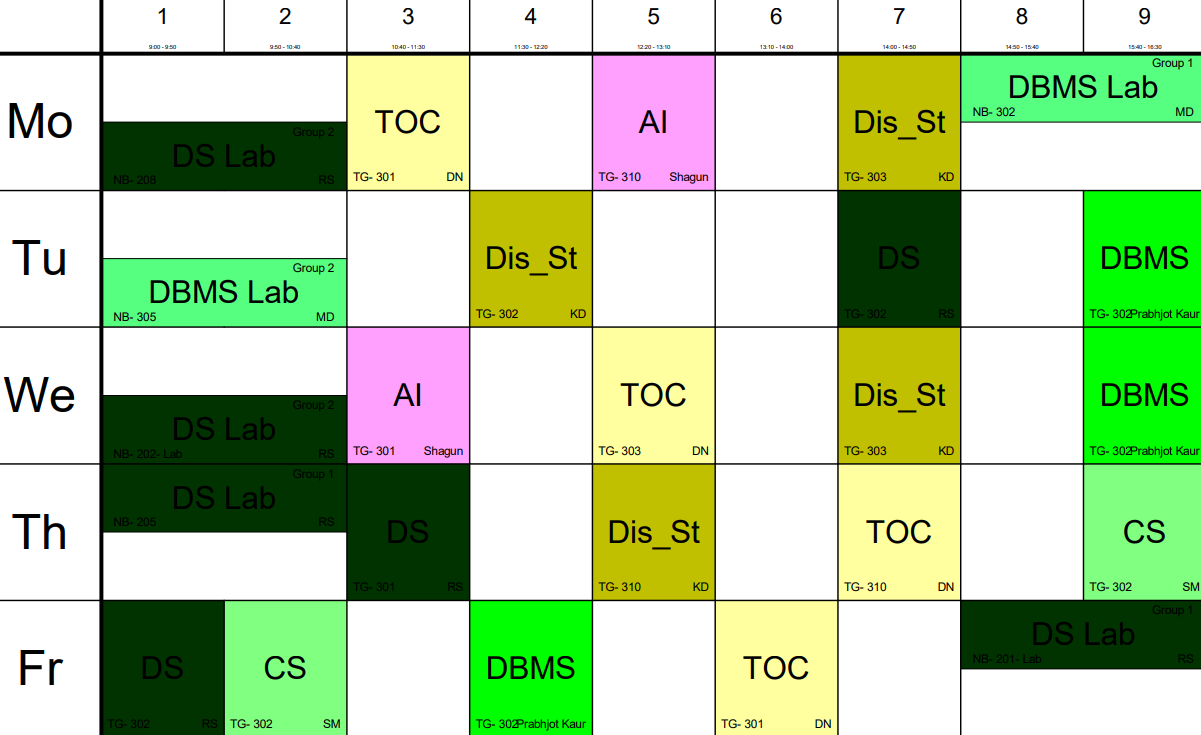 1 2 3 4 5 6 7 8 9
9:00 - 9:50 9:50 - 10:40 10:40 - 11:30 11:30 - 12:20 12:20 - 13:10 13:10 - 14:00 14:00 - 14:50 14:50 - 15:40 15:40 - 16:30
Mo
Group 2
DS Lab
NB- 208 RS
TOC
TG- 301 DN
AI
TG- 310 Shagun
Dis_St
TG- 303 KD
Group 1
DBMS Lab
NB- 302 MD
Tu
Group 2
DBMS Lab
NB- 305 MD
Dis_St
TG- 302 KD
DS
TG- 302 RS
DBMS
TG- 302Prabhjot Kaur
We
Group 2
DS Lab
NB- 202- Lab RS
AI
TG- 301 Shagun
TOC
TG- 303 DN
Dis_St
TG- 303 KD
DBMS
TG- 302Prabhjot Kaur
Th
Group 1
DS Lab
NB- 205 RS
DS
TG- 301 RS
Dis_St
TG- 310 KD
TOC
TG- 310 DN
CS
TG- 302 SM
Fr
DS
TG- 302 RS
CS
TG- 302 SM
DBMS
TG- 302Prabhjot Kaur
TOC
TG- 301 DN
Group 1
DS Lab
NB- 201- Lab RS